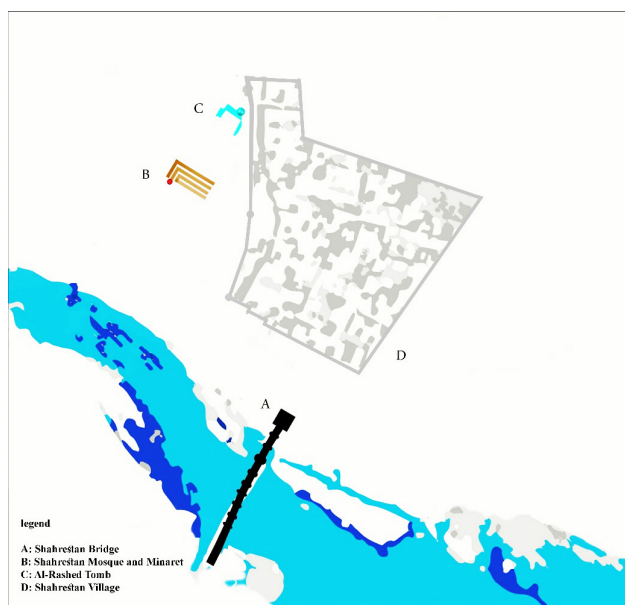 C
B
D
A
legend
A: Shahrestan Bridge
B: Shahrestan Mosque and Minaret
C: Al-Rashed Tomb
D: Shahrestan Village